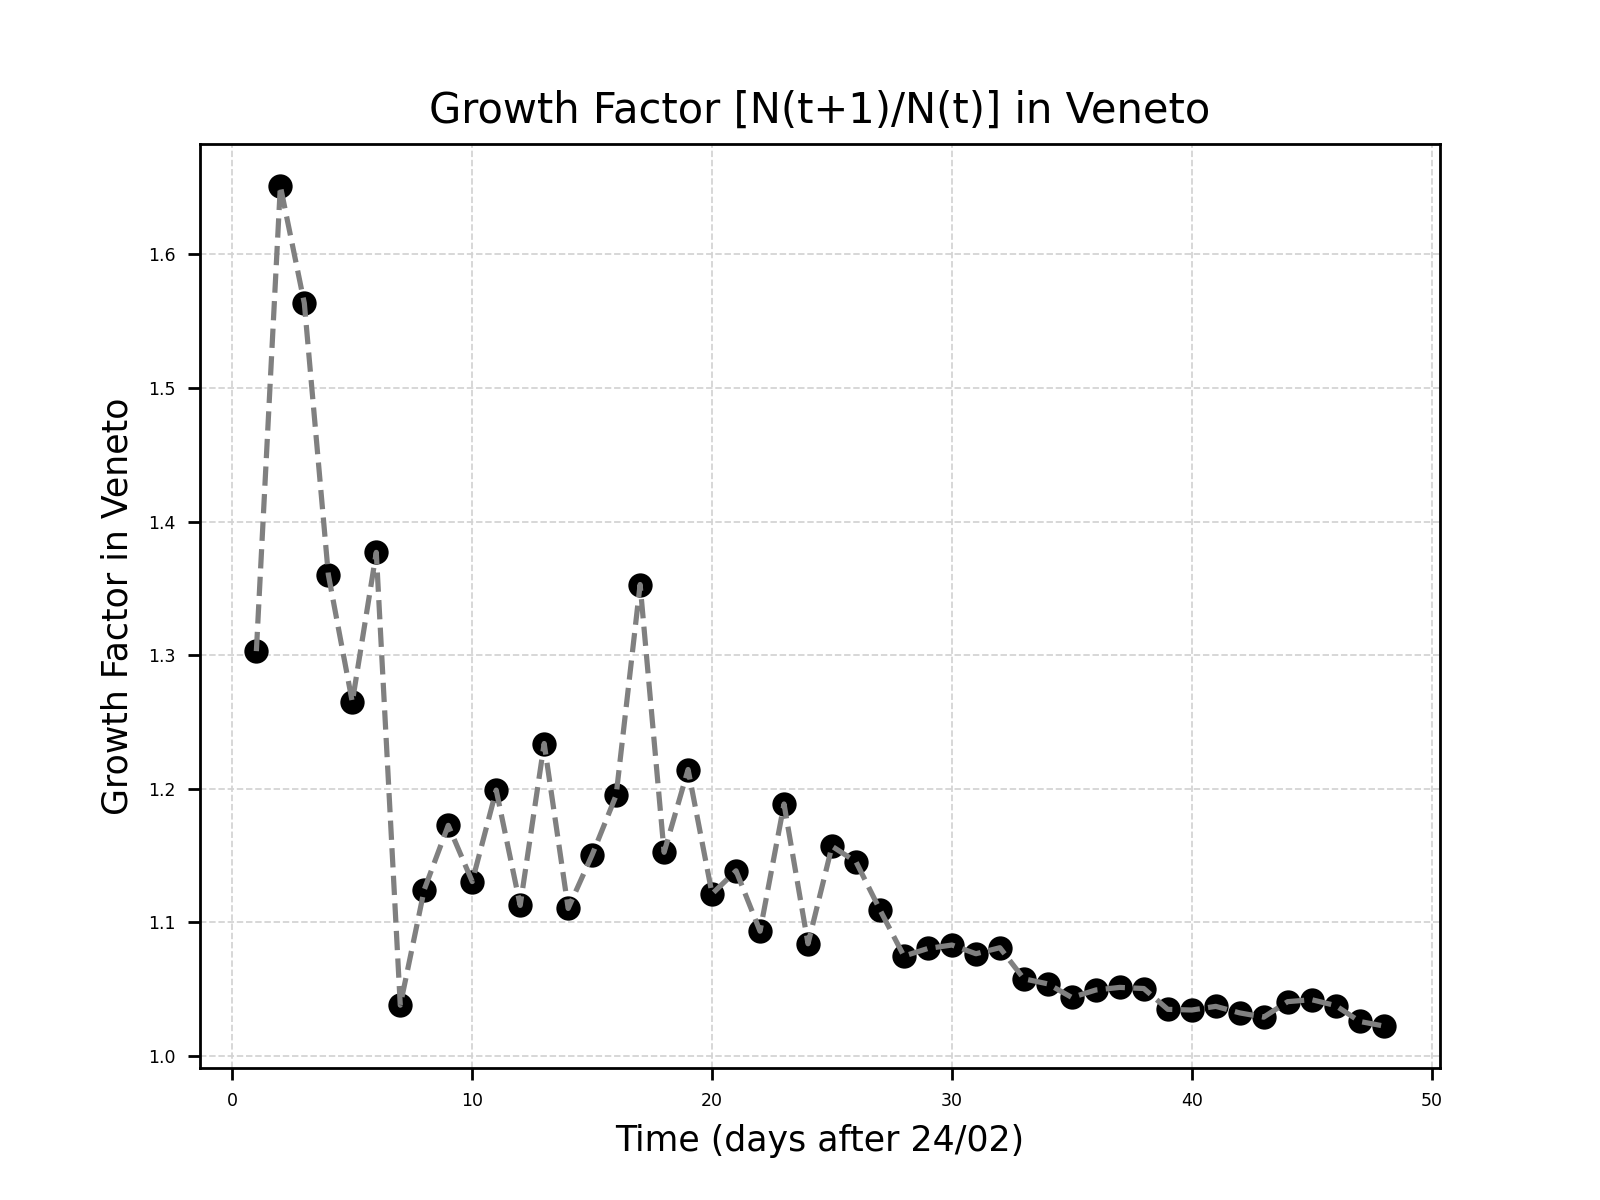 Growth Factor [N(t+1)/N(t)] in Veneto
Growth Factor in Veneto
1.6
1.5
1.4
1.3
1.2
1.1
1.0
0 10 20 30 40 50
Time (days after 24/02)